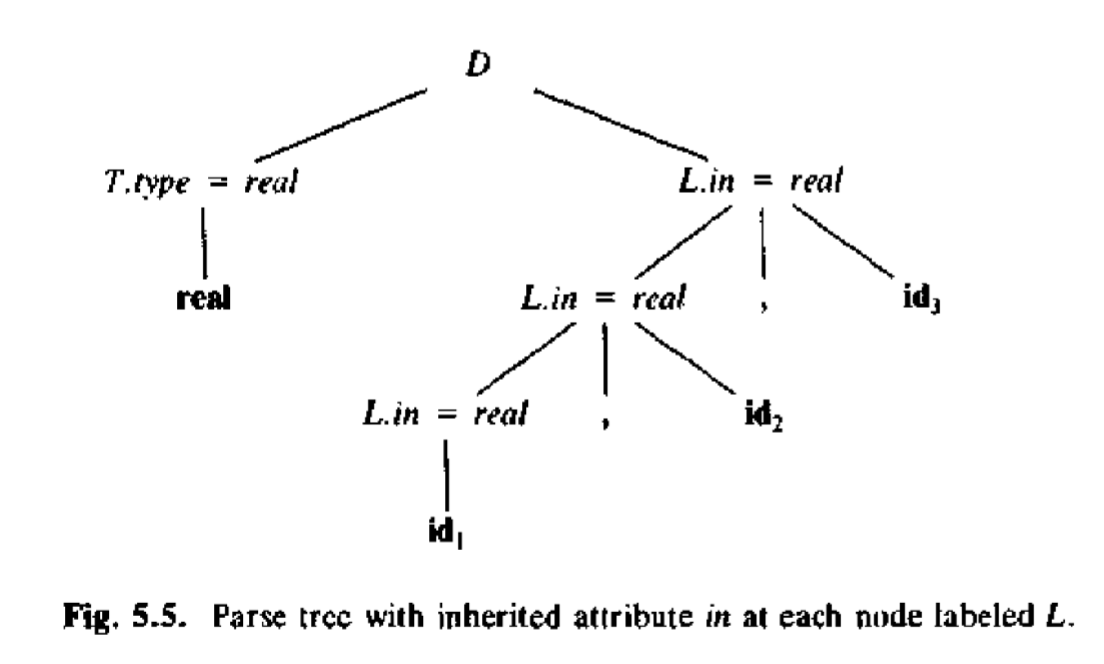 D
T.type = real
L.in = real
real
L.in = real
,
id₃
L.in = real
,
id₂
id₁
Fig. 5.5. Parse tree with inherited attribute in at each node labeled L.